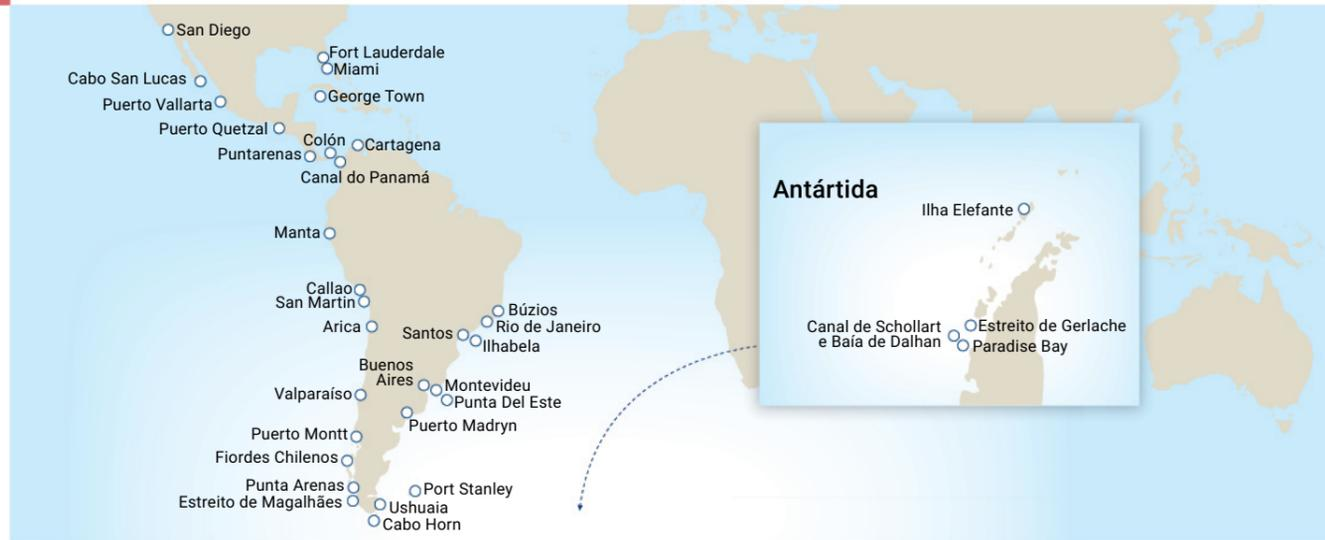 San Diego
Fort Lauderdale
Miami
Cabo San Lucas
George Town
Puerto Vallarta
Puerto Quetzal
Colón
Cartagena
Puntarenas
Canal do Panamá
Manta
Callao
San Martin
Arica
Búzios
Rio de Janeiro
Santos
Ilhabela
Buenos
Aires
Montevideu
Punta Del Este
Valparaíso
Puerto Madryn
Puerto Montt
Fiordes Chilenos
Punta Arenas
Port Stanley
Estreito de Magalhães
Ushuaia
Cabo Horn
Antártida
Ilha Elefante
Canal de Schollart
e Baía de Dalhan
Estreito de Gerlache
Paradise Bay